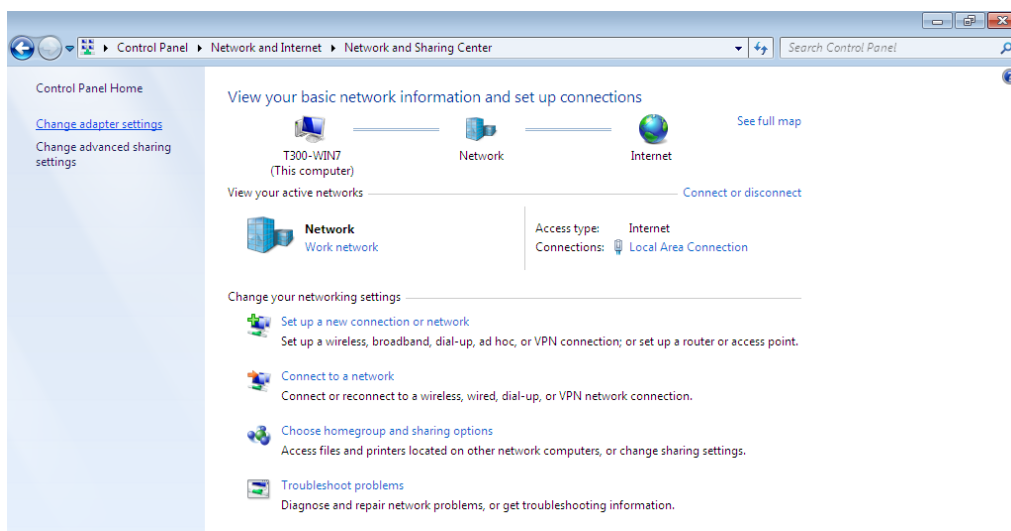 Control Panel ▸ Network and Internet ▸ Network and Sharing Center
Search Control Panel
Control Panel Home
Change adapter settings
Change advanced sharing
settings
View your basic network information and set up connections
See full map
T300-WIN7
(This computer)
Network
Internet
View your active networks
Connect or disconnect
Network
Work network
Access type: Internet
Connections: Local Area Connection
Change your networking settings
Set up a new connection or network
Set up a wireless, broadband, dial-up, ad hoc, or VPN connection; or set up a router or access point.
Connect to a network
Connect or reconnect to a wireless, wired, dial-up, or VPN network connection.
Choose homegroup and sharing options
Access files and printers located on other network computers, or change sharing settings.
Troubleshoot problems
Diagnose and repair network problems, or get troubleshooting information.